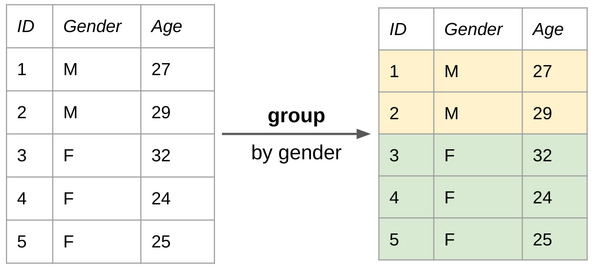 ID Gender Age
1 M 27
2 M 29
3 F 32
4 F 24
5 F 25
group
by gender
ID Gender Age
1 M 27
2 M 29
3 F 32
4 F 24
5 F 25